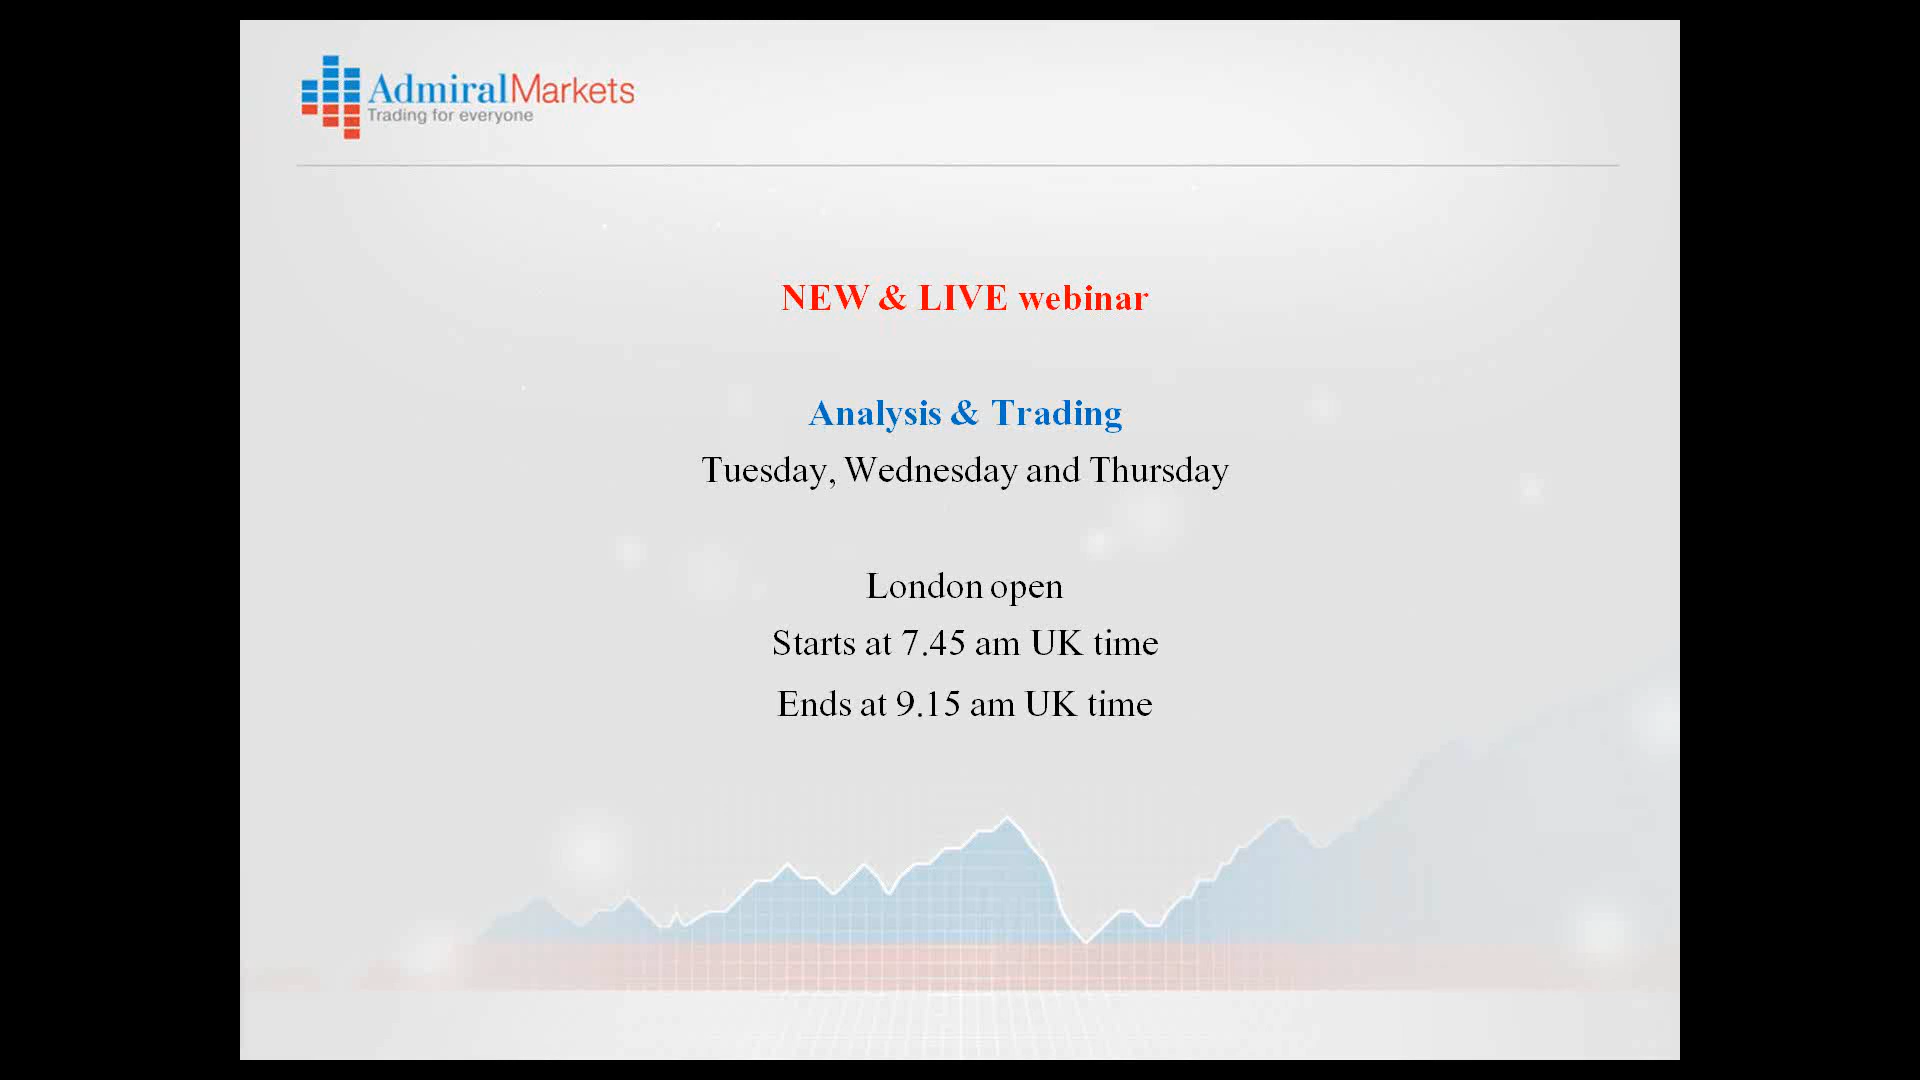 AdmiralMarkets
Trading for everyone
NEW & LIVE webinar
Analysis & Trading
Tuesday, Wednesday and Thursday
London open
Starts at 7.45 am UK time
Ends at 9.15 am UK time